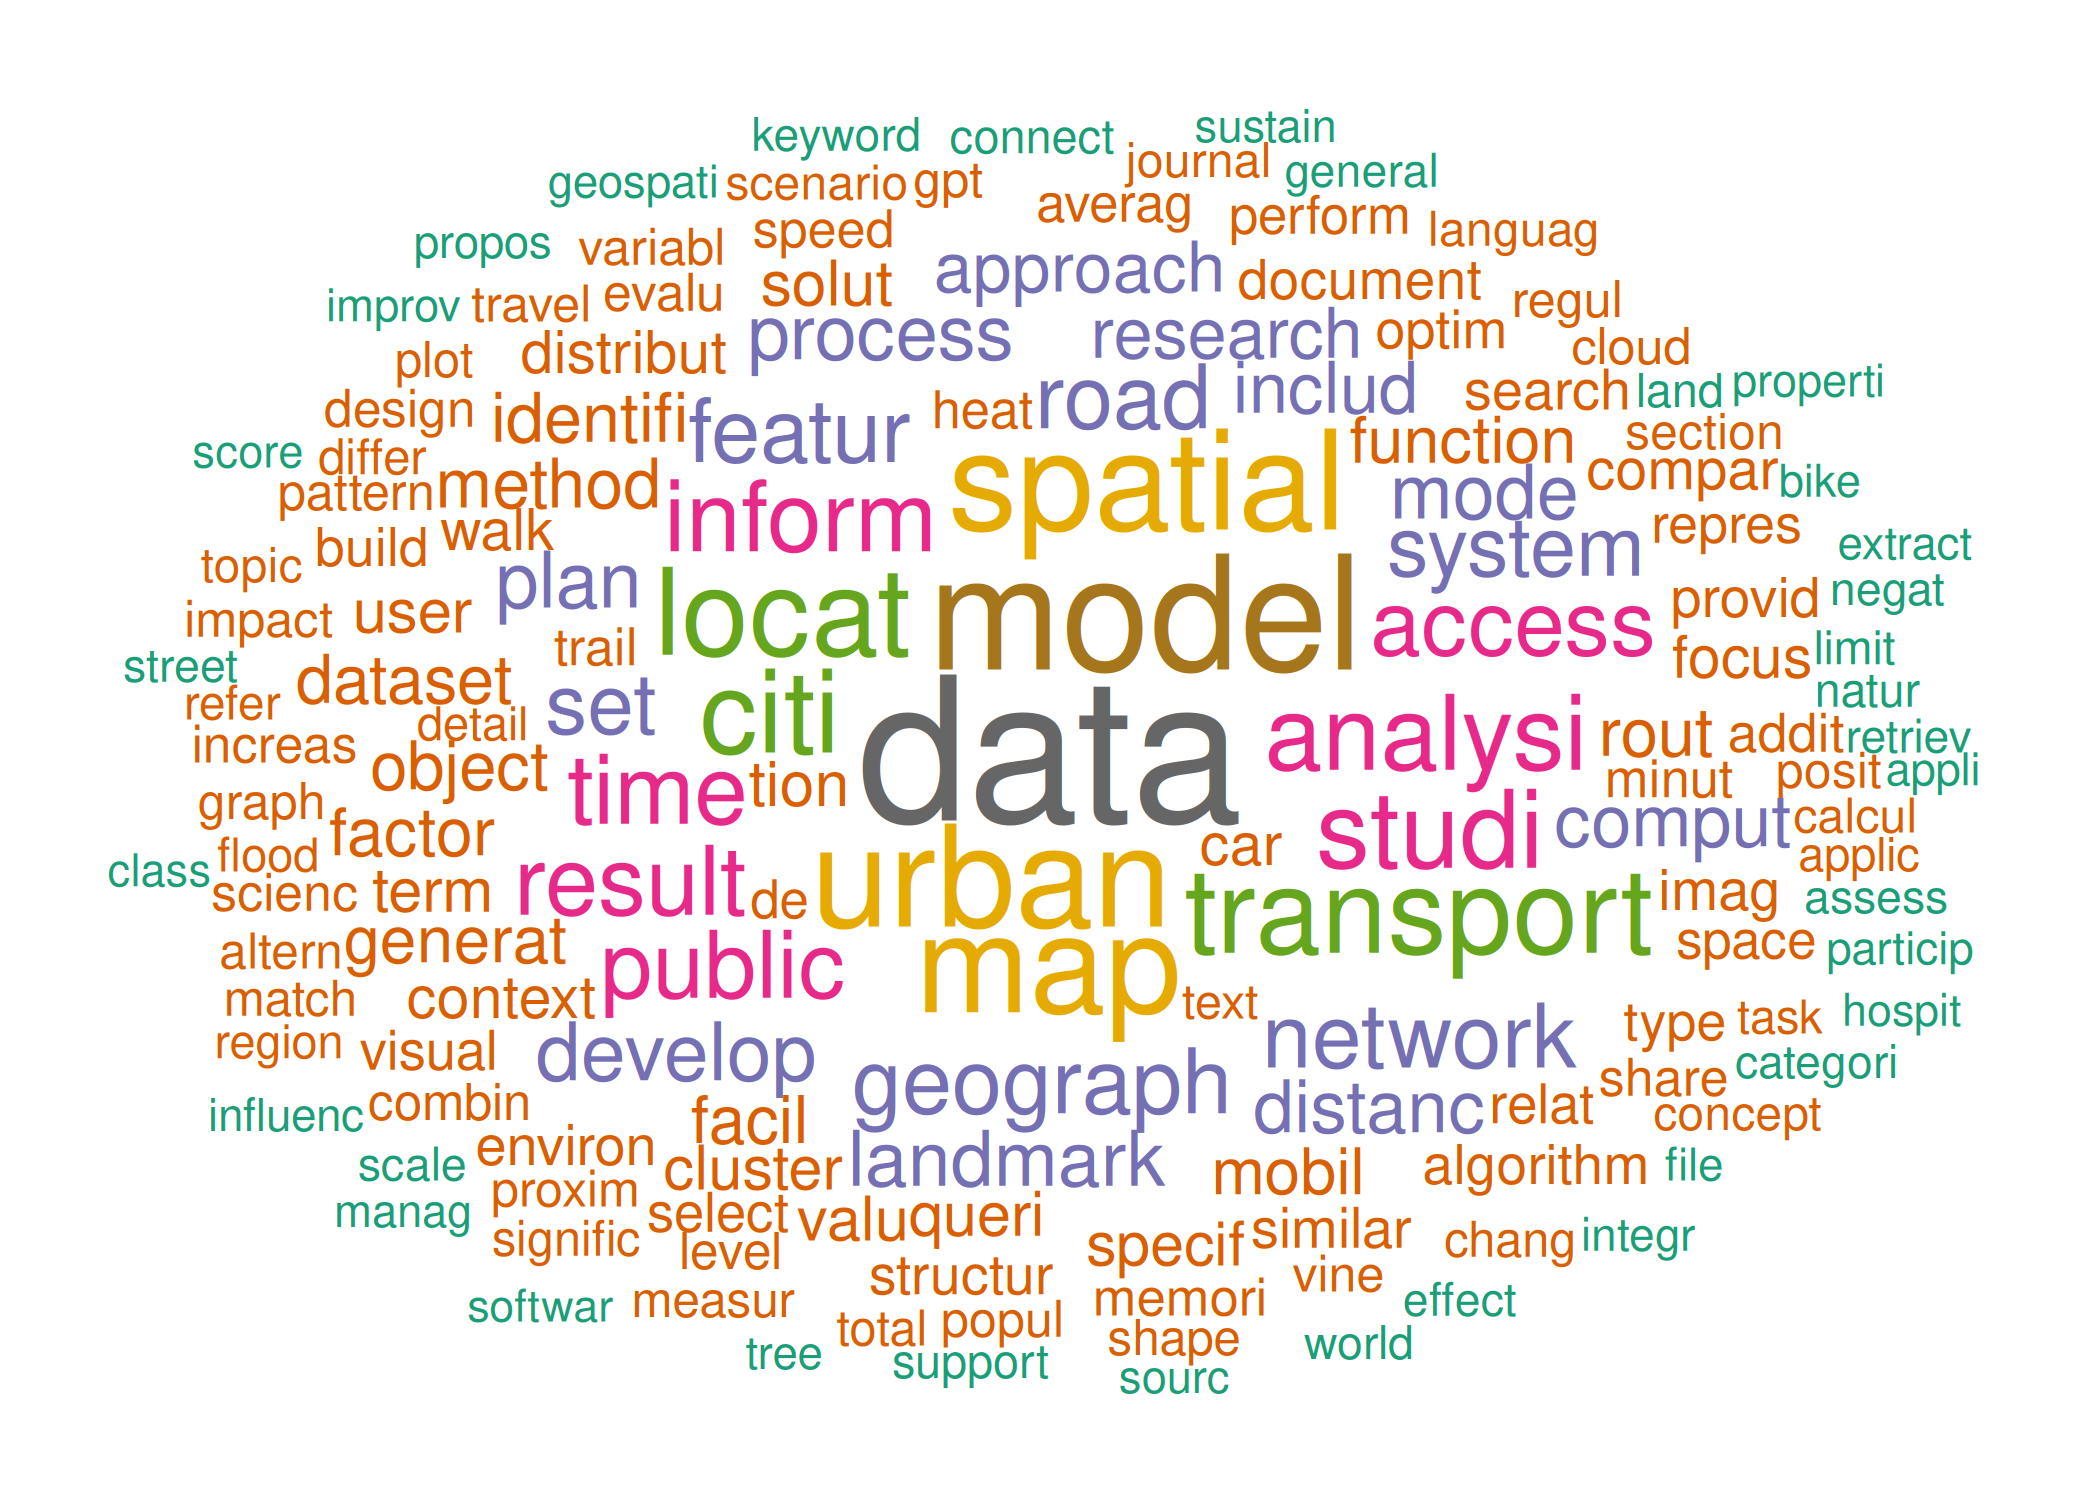 keyword connect sustain
journal general
geospati scenario gpt
averag perform languag
propos variabl speed
approach document
improv travel evalu solut regul
plot distribut process research optim cloud
design identifi featur heat road includ search land properti
score differ spatial function section
pattern method inform mode compar bike
walk system repres extract
topic build plan locat model access provid negat
impact user trail focus limit
street dataset set citi natur
refer detail data analysi rout addit retriev
increas object time tion minut posit appli
graph factor car studi comput calcul
class flood result urban applic
scienc term de transport imag assess
altern generat public map space particip
match context text network type task hospit
region visual develop geograph share categori
influenc combin facil distanc relat concept
scale environ cluster landmark mobil algorithm file
manag proxim select valu queri specif similar chang integr
signific level structur vine
softwar measur memori effect
total popul shape world
tree support sourc